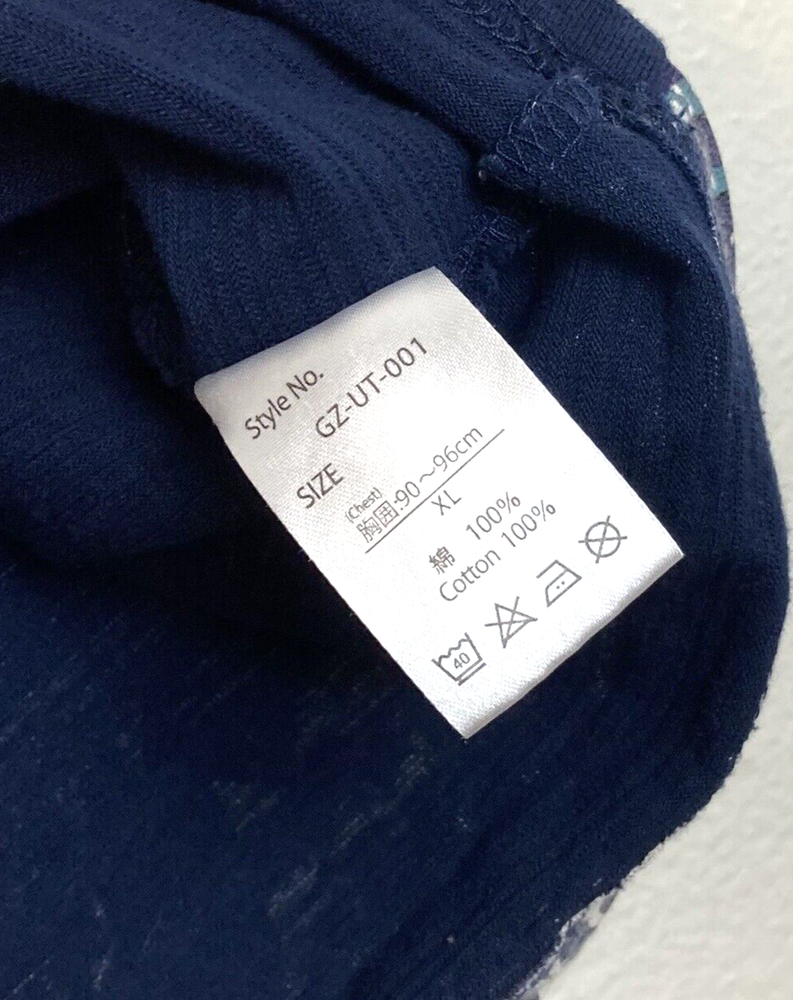 Style No.
GZ-UT-001
SIZE
(Chest)
胸囲:90～96cm
XL
綿 100%
Cotton 100%
40